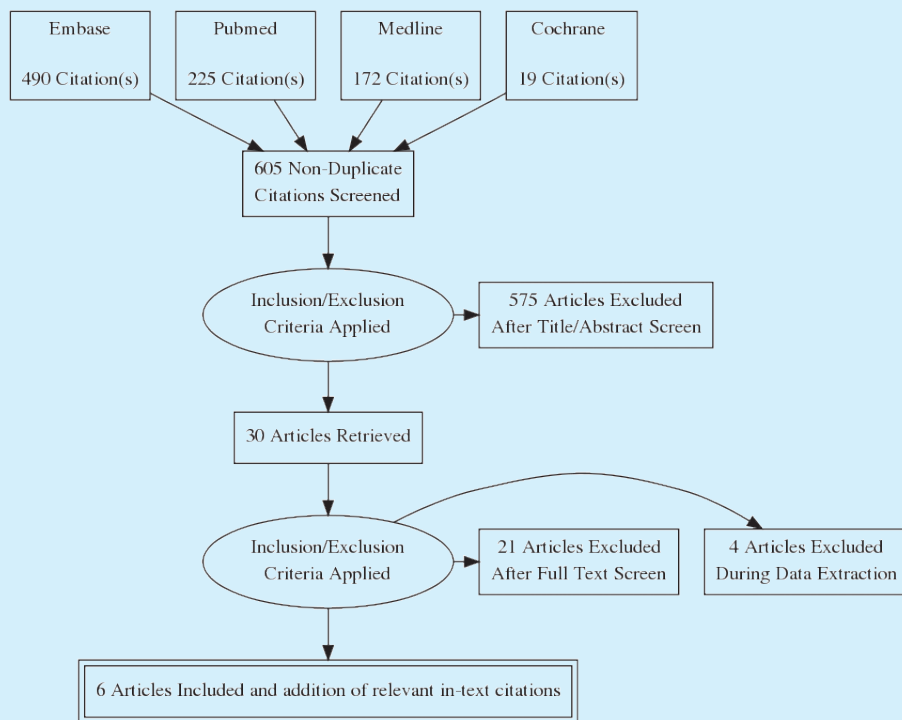 Embase
490 Citation(s)
Pubmed
225 Citation(s)
Medline
172 Citation(s)
Cochrane
19 Citation(s)
605 Non-Duplicate
Citations Screened
Inclusion/Exclusion
Criteria Applied
575 Articles Excluded
After Title/Abstract Screen
30 Articles Retrieved
Inclusion/Exclusion
Criteria Applied
21 Articles Excluded
After Full Text Screen
4 Articles Excluded
During Data Extraction
6 Articles Included and addition of relevant in-text citations